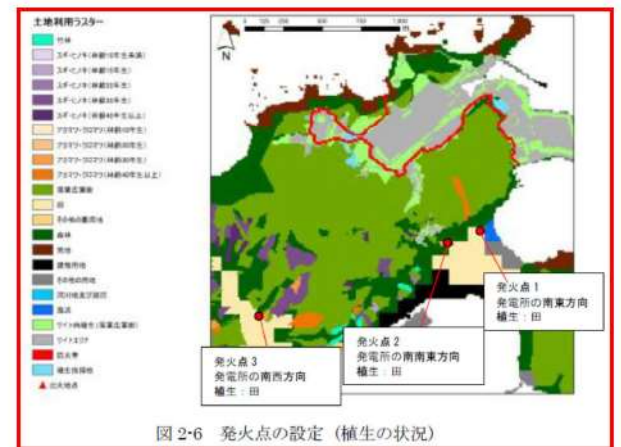 土地利用ラスター
竹林
スギ・ヒノキ(林齢10年生未満)
スギ・ヒノキ(林齢10年生)
スギ・ヒノキ(林齢20年生)
スギ・ヒノキ(林齢30年生)
スギ・ヒノキ(林齢40年生以上)
アカマツ・クロマツ(林齢10年生)
アカマツ・クロマツ(林齢20年生)
アカマツ・クロマツ(林齢30年生)
アカマツ・クロマツ(林齢40年生以上)
落葉広葉樹
田
その他の農用地
森林
荒地
建物用地
その他の用地
河川地及び湖沼
海浜
サイト内植生(落葉広葉樹)
サイトエリア
防火帯
出火地点
N
発火点 1
発電所の南東方向
植生:田
発火点 2
発電所の南南東方向
植生:田
発火点 3
発電所の南西方向
植生:田
図 2-6 発火点の設定(植生の状況)